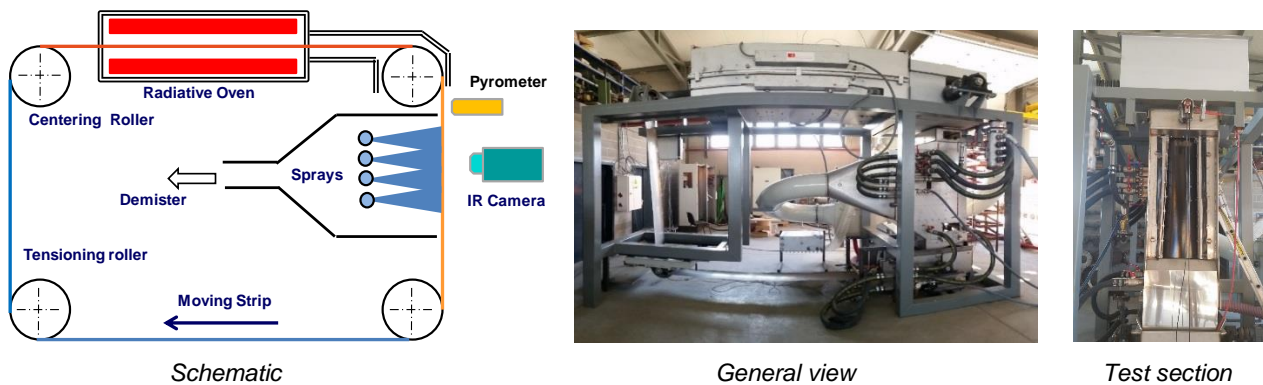 Radiative Oven
Pyrometer
Centering Roller
Sprays
Demister
IR Camera
Tensioning roller
Moving Strip
Schematic
General view
Test section